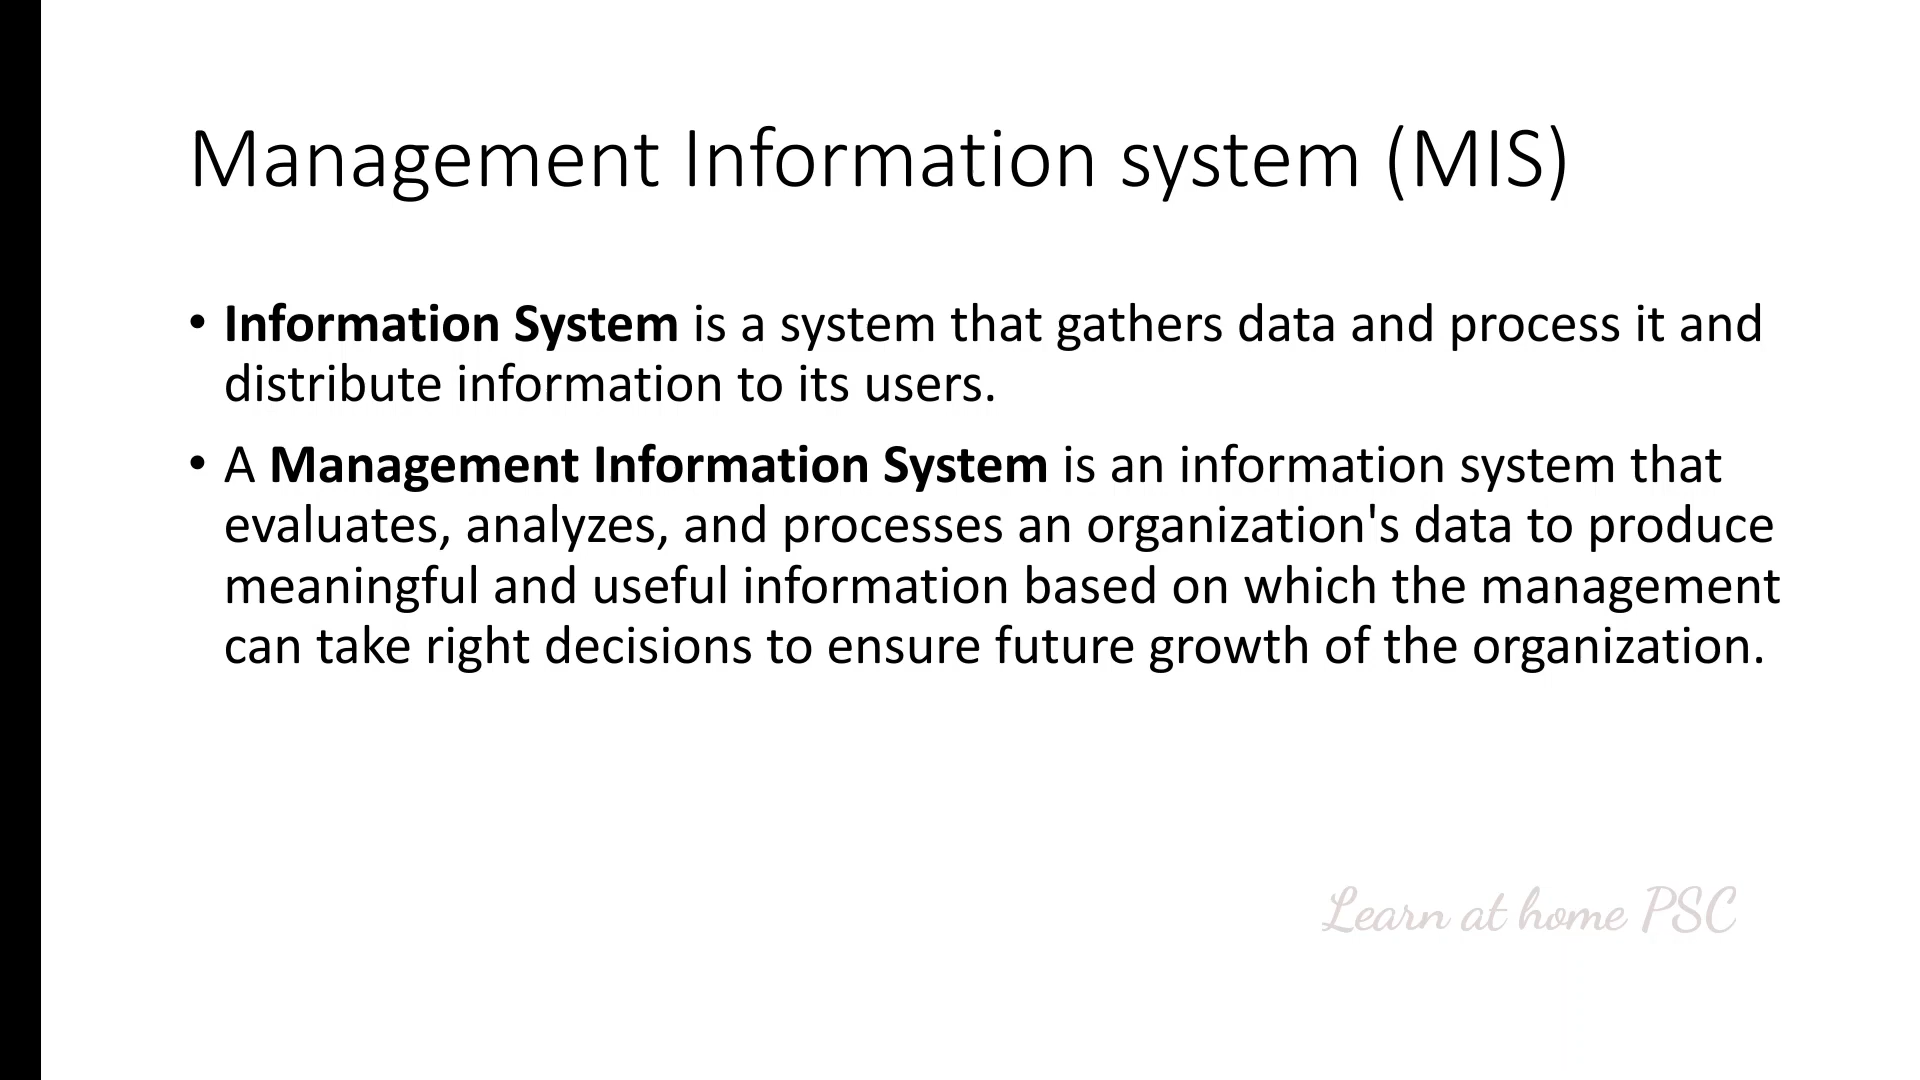 Management Information system (MIS)
• Information System is a system that gathers data and process it and
distribute information to its users.
• A Management Information System is an information system that
evaluates, analyzes, and processes an organization's data to produce
meaningful and useful information based on which the management
can take right decisions to ensure future growth of the organization.
Learn at home PSC